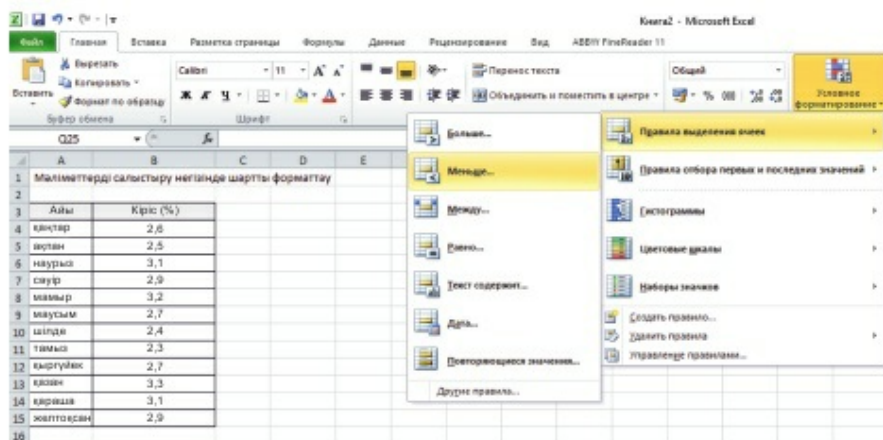 Книга2 - Microsoft Excel
Файл Главная Вставка Разметка страницы Формулы Данные Рецензирование Вид ABBYY FineReader 11
Вставить
Вырезать
Копировать
Формат по образцу
Буфер обмена
Calibri 11
Ж К Ч
Шрифт
Перенос текста
Объединить и поместить в центре
Общий
% 000
Условное форматирование
Q25 fx
A B C D E
1 Мәліметтерді салыстыру негізінде шартты форматтау
2
3 Айы Кіріс (%)
4 қаңтар 2,6
5 ақпан 2,5
6 наурыз 3,1
7 сәуір 2,9
8 мамыр 3,2
9 маусым 2,7
10 шілде 2,4
11 тамыз 2,3
12 қыркүйек 2,7
13 қазан 3,3
14 қараша 3,1
15 желтоқсан 2,9
16
Больше...
Меньше...
Между...
Равно...
Текст содержит...
Дата...
Повторяющиеся значения...
Другие правила...
Правила выделения ячеек
Правила отбора первых и последних значений
Гистограммы
Цветовые шкалы
Наборы значков
Создать правило...
Удалить правила
Управление правилами...